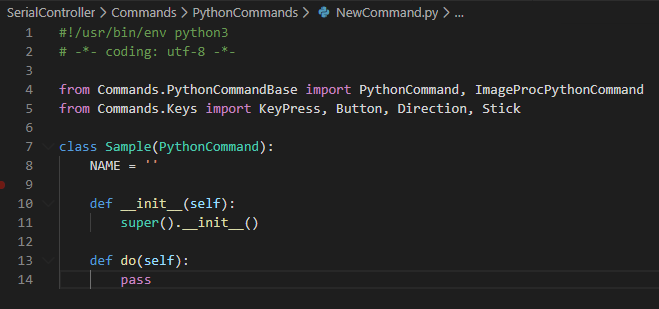 SerialController > Commands > PythonCommands > NewCommand.py > ...
1 #!/usr/bin/env python3
2 # -*- coding: utf-8 -*-
3
4 from Commands.PythonCommandBase import PythonCommand, ImageProcPythonCommand
5 from Commands.Keys import KeyPress, Button, Direction, Stick
6
7 class Sample(PythonCommand):
8     NAME = ''
9
10     def __init__(self):
11         super().__init__()
12
13     def do(self):
14         pass